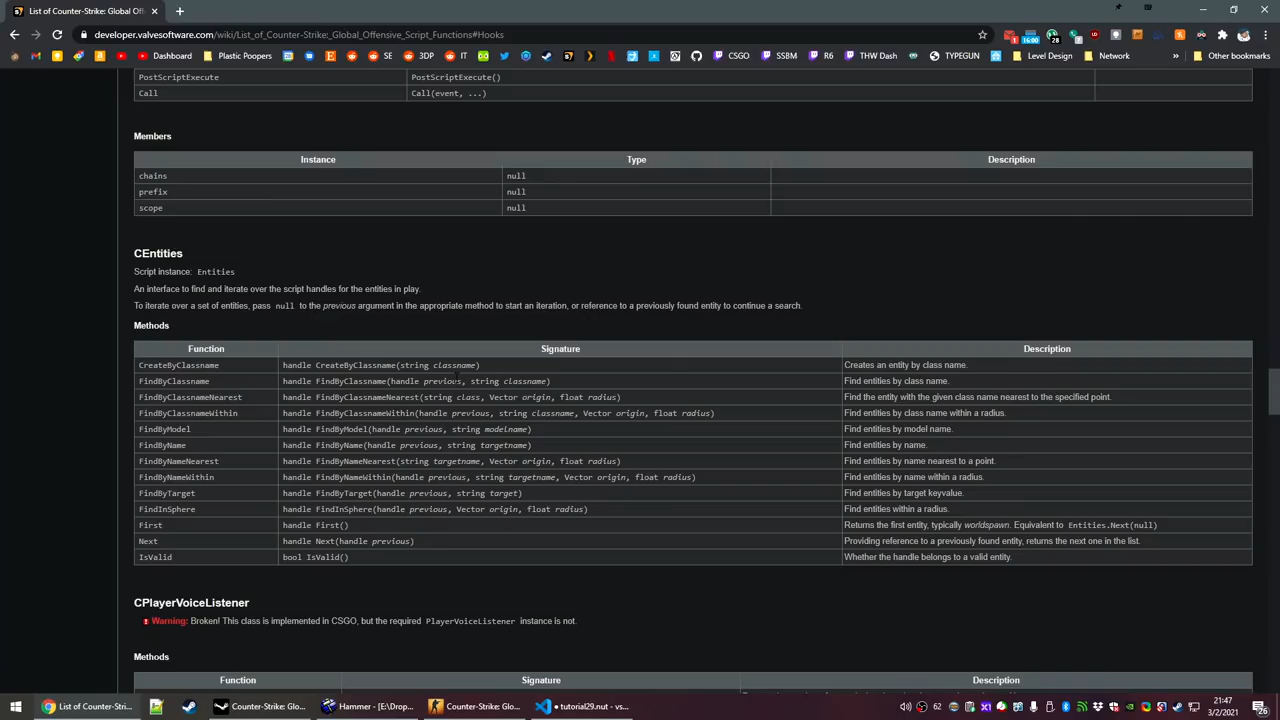 List of Counter-Strike: Global Off
developer.valvesoftware.com/wiki/List_of_Counter-Strike:_Global_Offensive_Script_Functions#Hooks
Dashboard Plastic Poopers SE 3DP IT CSGO SSBM R6 THW Dash TYPEGUN Level Design Network » Other bookmarks
PostScriptExecute PostScriptExecute()
Call Call(event, ...)
Members
Instance Type Description
chains null
prefix null
scope null
CEntities
Script instance: Entities
An interface to find and iterate over the script handles for the entities in play.
To iterate over a set of entities, pass null to the previous argument in the appropriate method to start an iteration, or reference to a previously found entity to continue a search.
Methods
Function Signature Description
CreateByClassname handle CreateByClassname(string classname) Creates an entity by class name.
FindByClassname handle FindByClassname(handle previous, string classname) Find entities by class name.
FindByClassnameNearest handle FindByClassnameNearest(string class, Vector origin, float radius) Find the entity with the given class name nearest to the specified point.
FindByClassnameWithin handle FindByClassnameWithin(handle previous, string classname, Vector origin, float radius) Find entities by class name within a radius.
FindByModel handle FindByModel(handle previous, string modelname) Find entities by model name.
FindByName handle FindByName(handle previous, string targetname) Find entities by name.
FindByNameNearest handle FindByNameNearest(string targetname, Vector origin, float radius) Find entities by name nearest to a point.
FindByNameWithin handle FindByNameWithin(handle previous, string targetname, Vector origin, float radius) Find entities by name within a radius.
FindByTarget handle FindByTarget(handle previous, string target) Find entities by target keyvalue.
FindInSphere handle FindInSphere(handle previous, Vector origin, float radius) Find entities within a radius.
First handle First() Returns the first entity, typically worldspawn. Equivalent to Entities.Next(null)
Next handle Next(handle previous) Providing reference to a previously found entity, returns the next one in the list.
IsValid bool IsValid() Whether the handle belongs to a valid entity.
CPlayerVoiceListener
Warning: Broken! This class is implemented in CSGO, but the required PlayerVoiceListener instance is not.
Methods
Function Signature Description
List of Counter-Stri... Counter-Strike: Glo... Hammer - [E:\Drop... Counter-Strike: Glo... • tutorial29.nut - vs... 62 21:47
3/2/2021